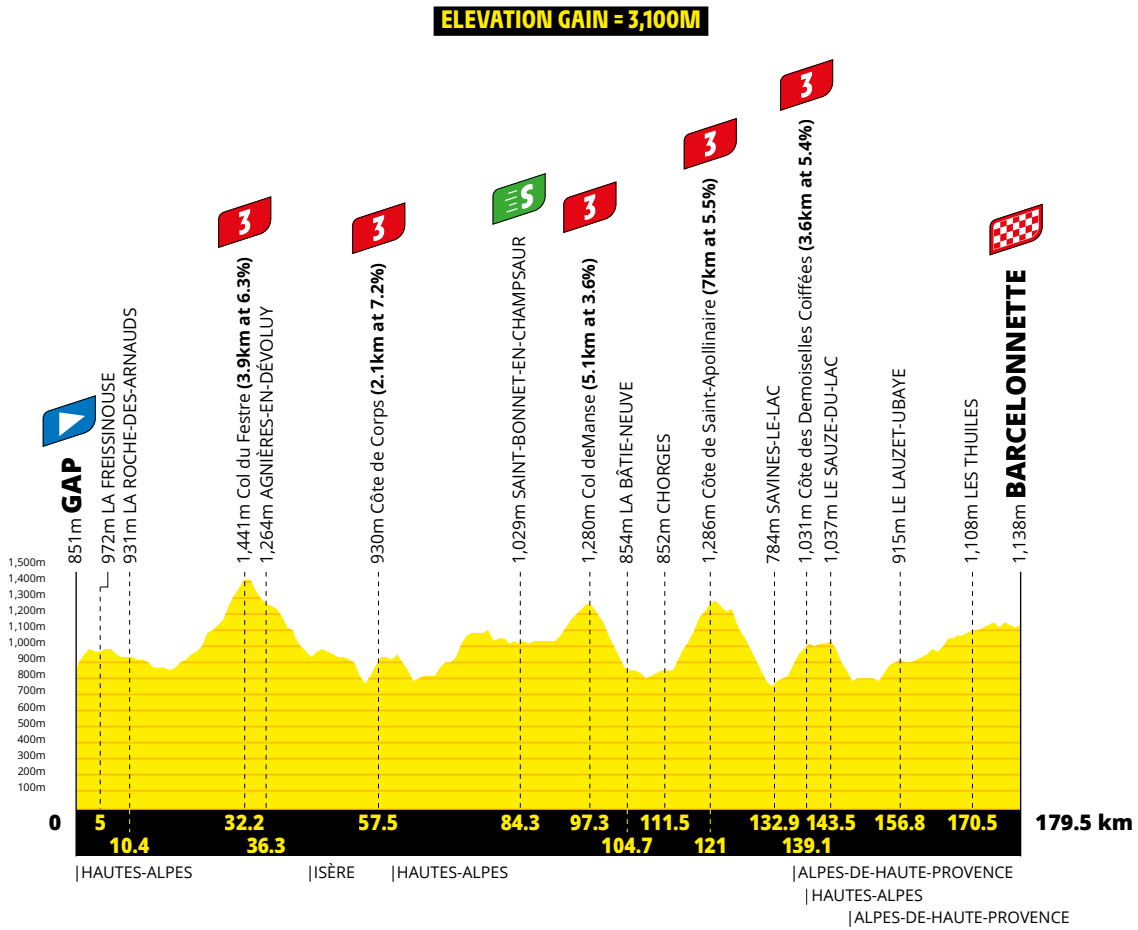 ELEVATION GAIN = 3,100M
851m GAP
972m LA FREISSINOUSE
931m LA ROCHE-DES-ARNAUDS
3
1,441m Col du Festre (3.9km at 6.3%)
1,264m AGNIÈRES-EN-DÉVOLUY
3
930m Côte de Corps (2.1km at 7.2%)
S
1,029m SAINT-BONNET-EN-CHAMPSAUR
3
1,280m Col deManse (5.1km at 3.6%)
854m LA BÂTIE-NEUVE
852m CHORGES
3
1,286m Côte de Saint-Apollinaire (7km at 5.5%)
784m SAVINES-LE-LAC
3
1,031m Côte des Demoiselles Coiffées (3.6km at 5.4%)
1,037m LE SAUZE-DU-LAC
915m LE LAUZET-UBAYE
1,108m LES THUILES
1,138m BARCELONNETTE
1,500m
1,400m
1,300m
1,200m
1,100m
1,000m
900m
800m
700m
600m
500m
400m
300m
200m
100m
0 5 32.2 57.5 84.3 97.3 111.5 132.9 143.5 156.8 170.5 179.5 km
10.4 36.3 104.7 121 139.1
|HAUTES-ALPES |ISÈRE |HAUTES-ALPES |ALPES-DE-HAUTE-PROVENCE
|HAUTES-ALPES
|ALPES-DE-HAUTE-PROVENCE